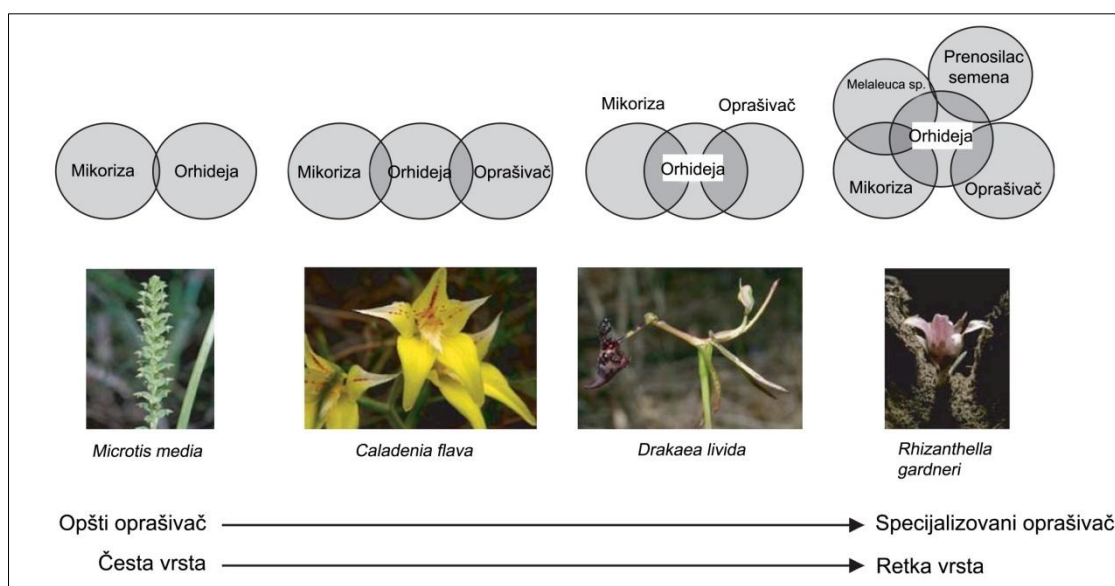 Mikoriza
Orhideja
Mikoriza
Orhideja
Oprašivač
Mikoriza
Oprašivač
Orhideja
Melaleuca sp.
Prenosilac
semena
Orhideja
Mikoriza
Oprašivač
Microtis media
Caladenia flava
Drakaea livida
Rhizanthella
gardneri
Opšti oprašivač
Specijalizovani oprašivač
Česta vrsta
Retka vrsta